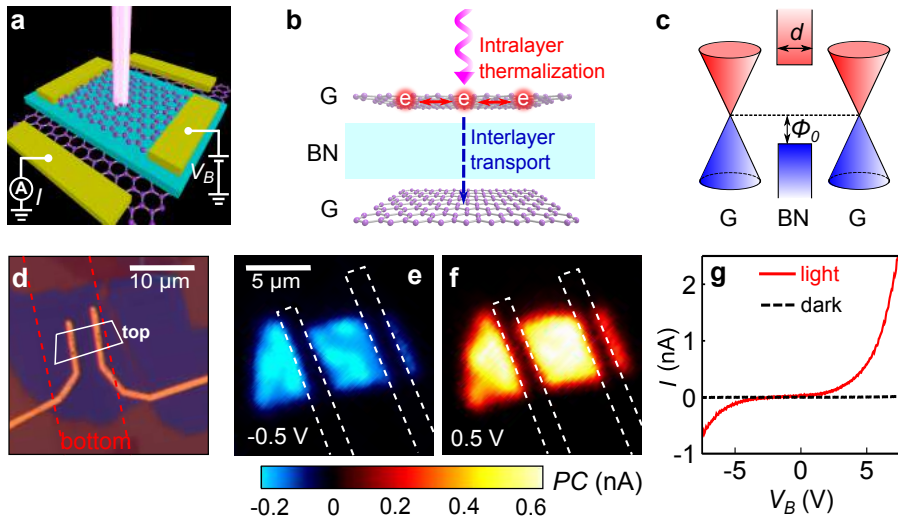 a
A
I
V_B
b
Intralayer
thermalization
G
e e e
BN
Interlayer
transport
G
c
d
Φ_0
G BN G
d
10 μm
top
bottom
5 μm
e
-0.5 V
f
0.5 V
-0.2 0 0.2 0.4 0.6
PC (nA)
g
light
dark
2
1
0
-1
I (nA)
-5 0 5
V_B (V)